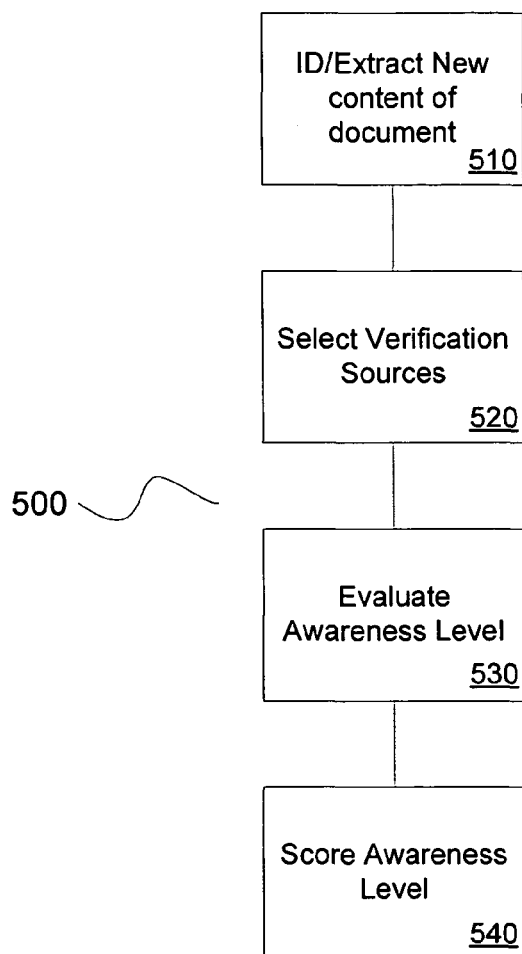 ID/Extract New
content of
document
510
Select Verification
Sources
520
500
Evaluate
Awareness Level
530
Score Awareness
Level
540